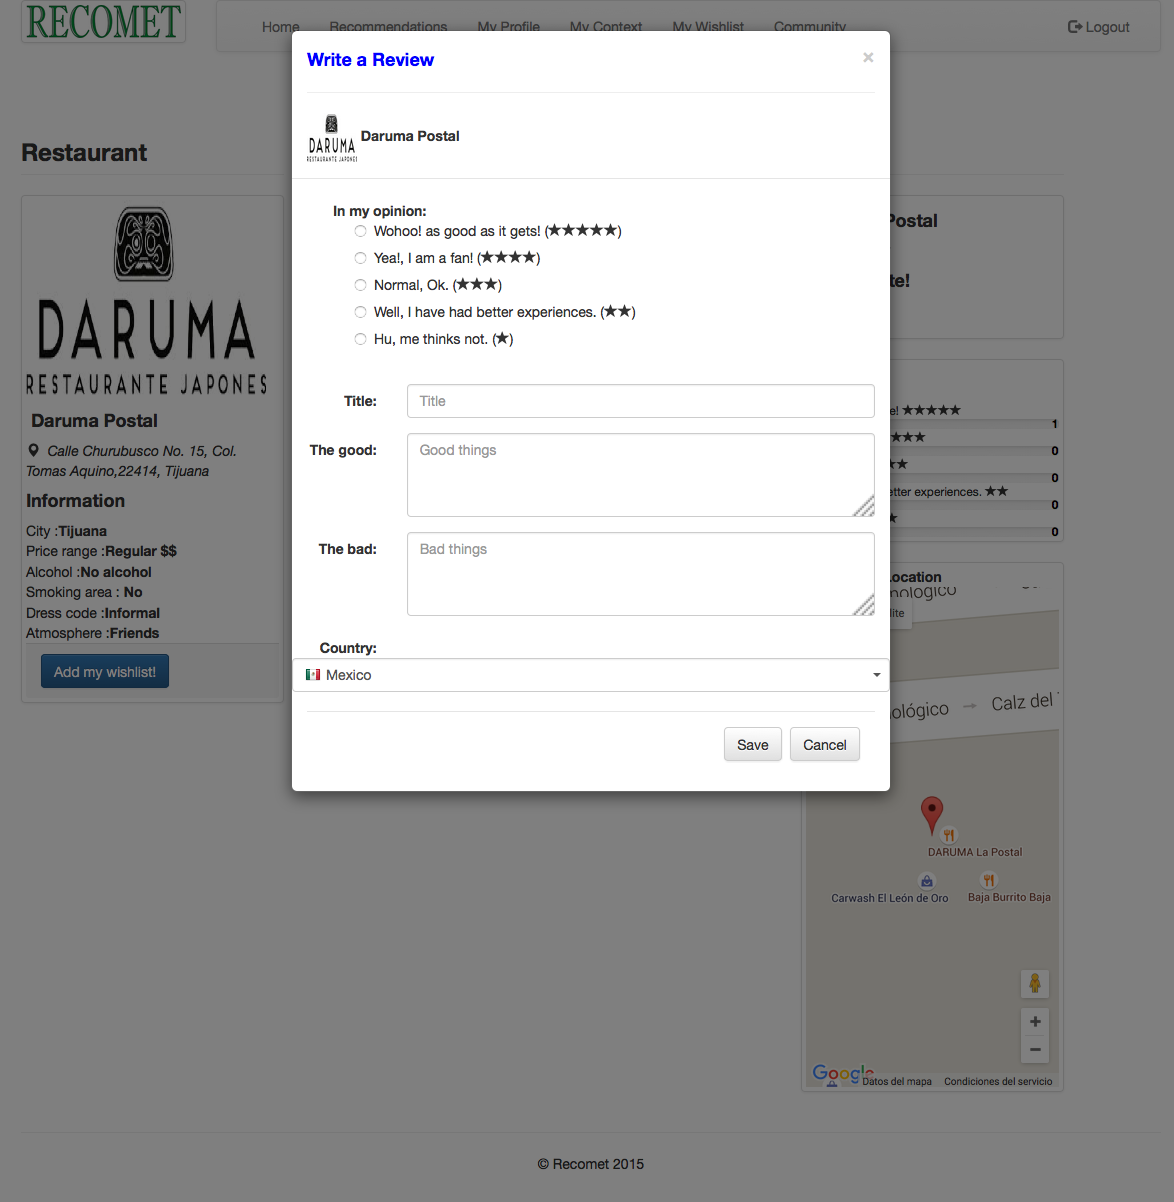 RECOMET
Home Recommendations My Profile My Context My Wishlist Community Logout
Write a Review ×
DARUMA
RESTAURANTE JAPONES
Daruma Postal
Restaurant
DARUMA
RESTAURANTE JAPONES
Daruma Postal
Calle Churubusco No. 15, Col.
Tomas Aquino,22414, Tijuana
Information
City :Tijuana
Price range :Regular $$
Alcohol :No alcohol
Smoking area : No
Dress code :Informal
Atmosphere :Friends
Add my wishlist!
In my opinion:
Wohoo! as good as it gets! (★★★★★)
Yea!, I am a fan! (★★★★)
Normal, Ok. (★★★)
Well, I have had better experiences. (★★)
Hu, me thinks not. (★)
Title: Title
The good: Good things
The bad: Bad things
Country:
Mexico
Save Cancel
Postal
te!
e! ★★★★★
1
★★★
0
★★
0
etter experiences. ★★
0
★
0
ocation
lite
ológico → Calz del
DARUMA La Postal
Carwash El León de Oro
Baja Burrito Baja
+
−
Google
Datos del mapa Condiciones del servicio
© Recomet 2015